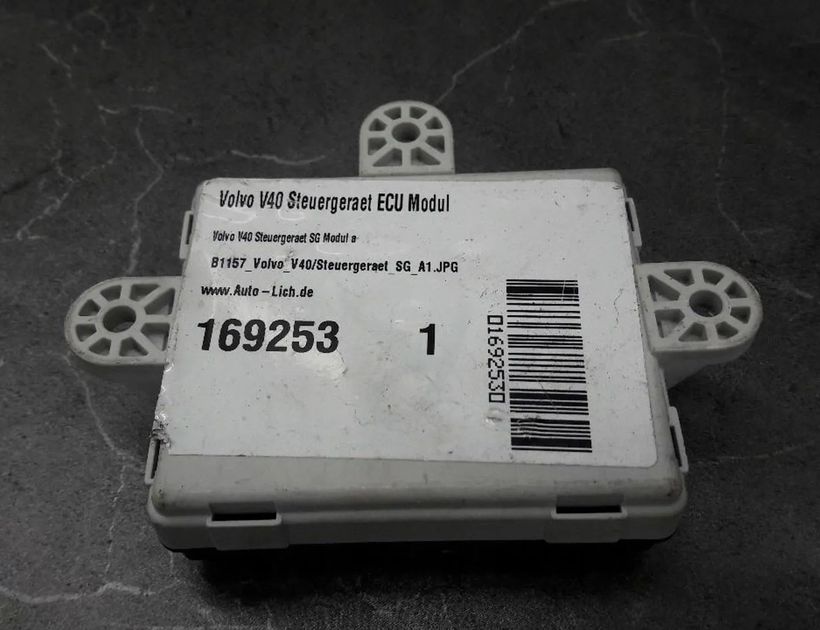 Volvo V40 Steuergeraet ECU Modul
Volvo V40 Steuergeraet SG Modul a
B1157_Volvo_V40/Steuergeraet_SG_A1.JPG
www.Auto-Lich.de
169253 1
01692530